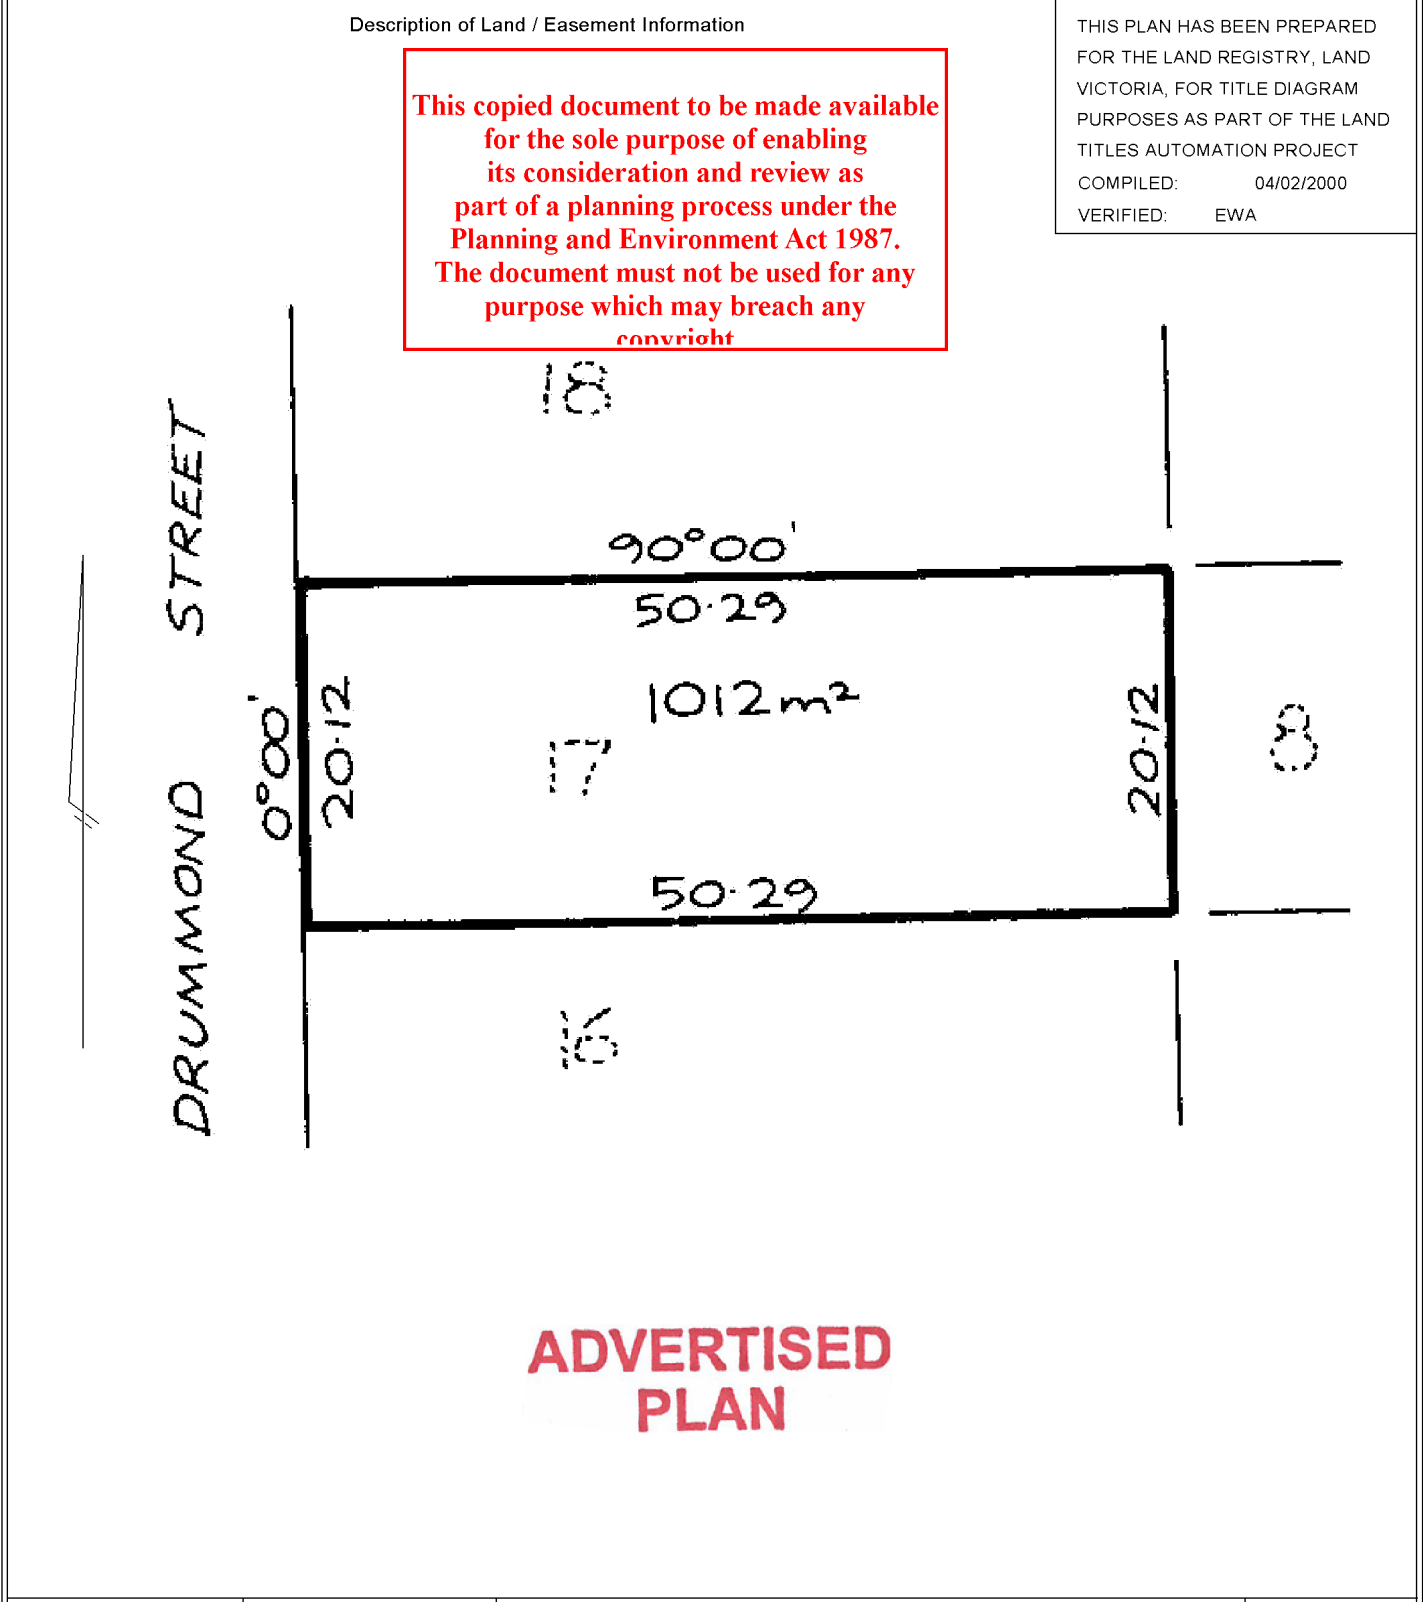 Description of Land / Easement Information
THIS PLAN HAS BEEN PREPARED
FOR THE LAND REGISTRY, LAND
VICTORIA, FOR TITLE DIAGRAM
PURPOSES AS PART OF THE LAND
TITLES AUTOMATION PROJECT
COMPILED: 04/02/2000
VERIFIED: EWA
This copied document to be made available
for the sole purpose of enabling
its consideration and review as
part of a planning process under the
Planning and Environment Act 1987.
The document must not be used for any
purpose which may breach any
copyright
18
DRUMMOND STREET
90°00'
50·29
1012m²
0°00'
20·12
17
20·12
8
50·29
16
ADVERTISED
PLAN